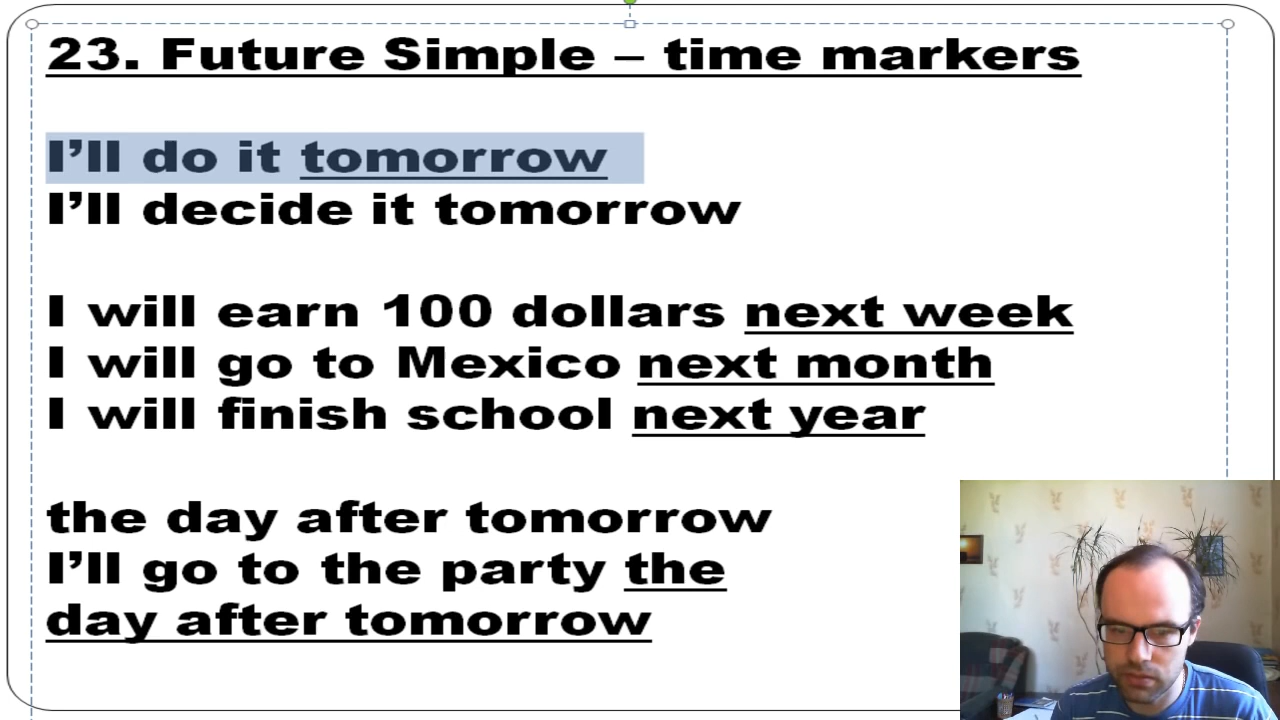 23. Future Simple – time markers
I’ll do it tomorrow
I’ll decide it tomorrow
I will earn 100 dollars next week
I will go to Mexico next month
I will finish school next year
the day after tomorrow
I’ll go to the party the
day after tomorrow